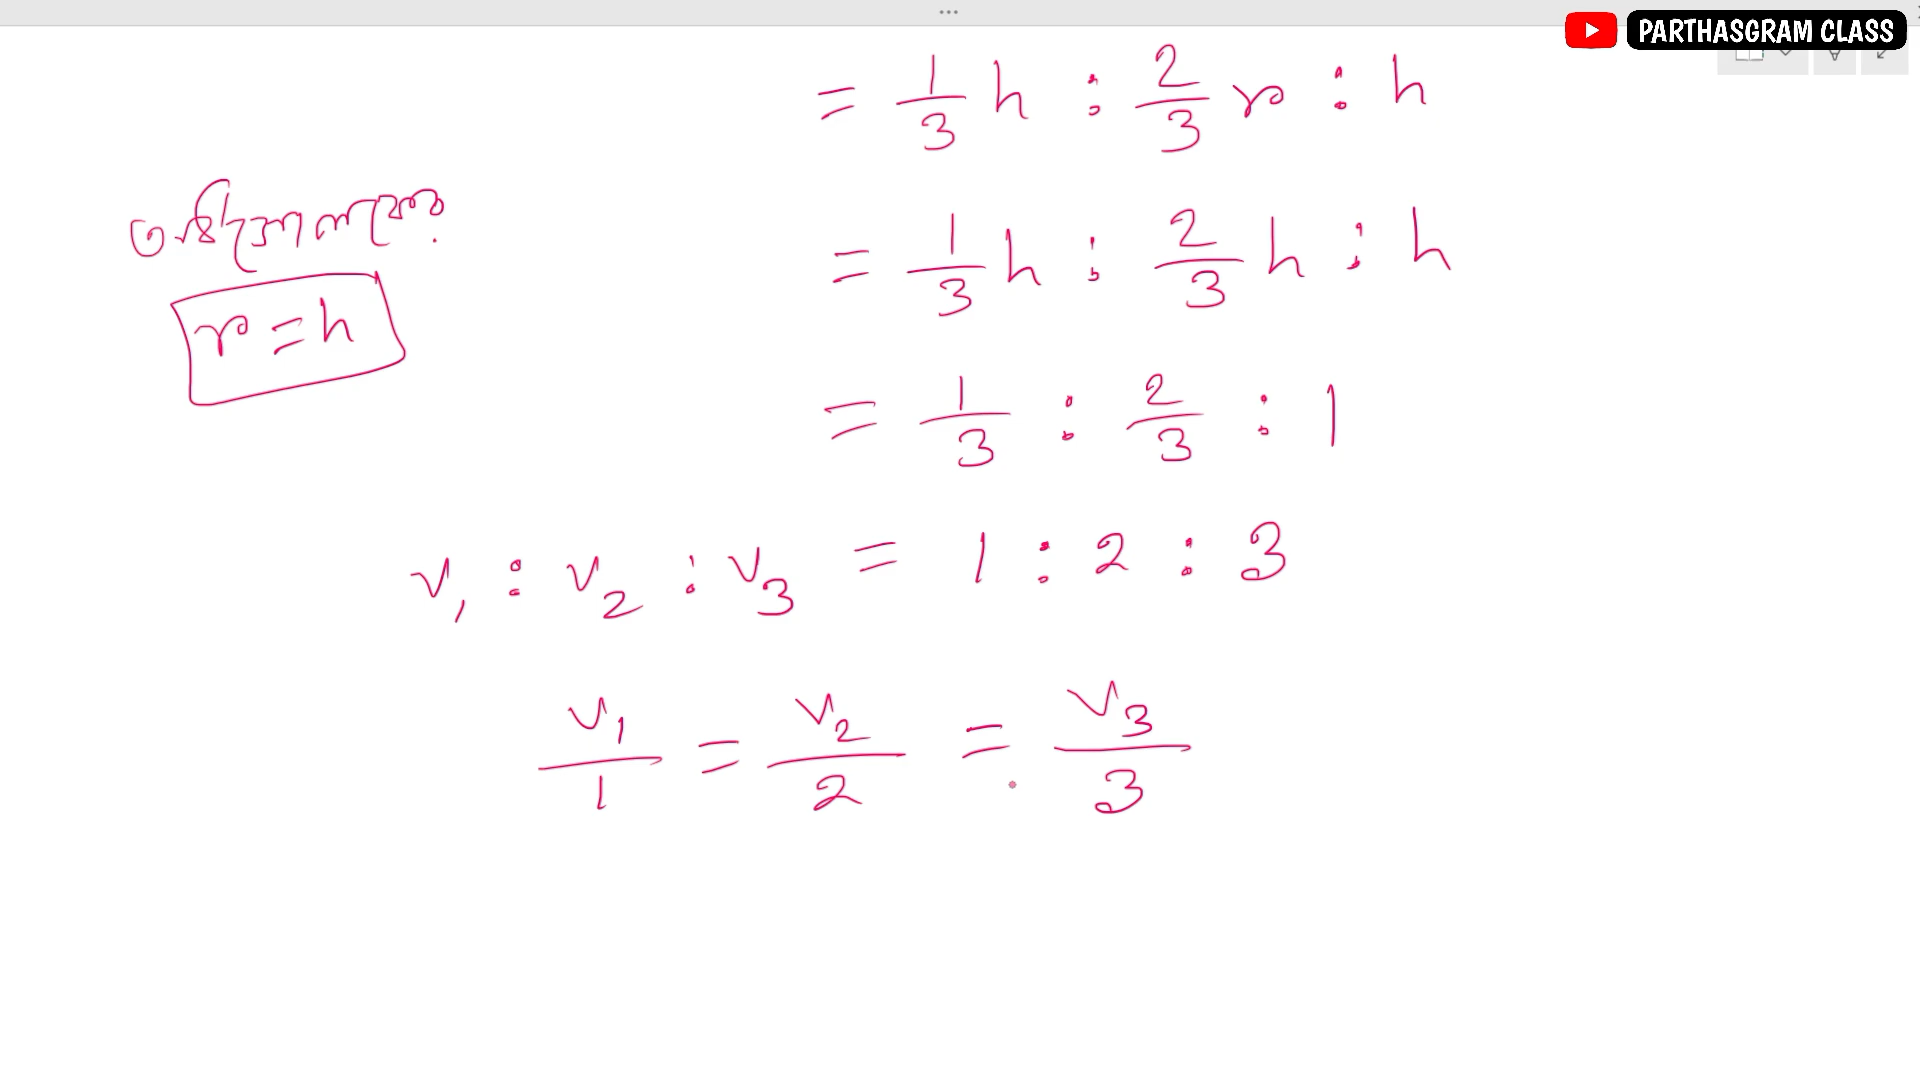 PARTHASGRAM CLASS
= 1/3 h : 2/3 r : h
= 1/3 h : 2/3 h : h
r = h
= 1/3 : 2/3 : 1
V₁ : V₂ : V₃ = 1 : 2 : 3
V₁/1 = V₂/2 = V₃/3